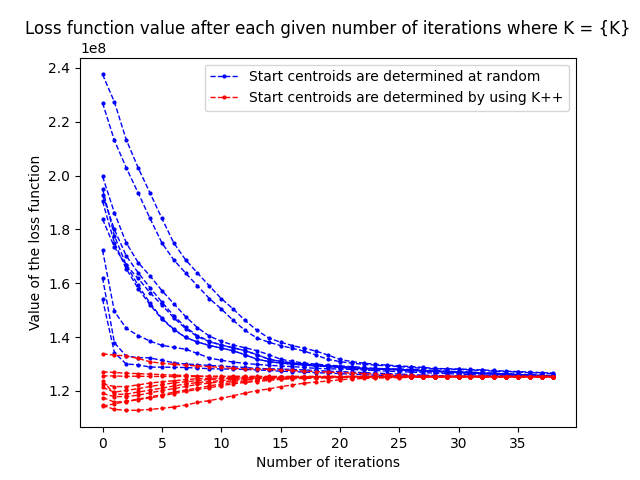 Loss function value after each given number of iterations where K = {K}
1e8
2.4
2.2
2.0
1.8
1.6
1.4
1.2
Value of the loss function
Start centroids are determined at random
Start centroids are determined by using K++
0 5 10 15 20 25 30 35
Number of iterations